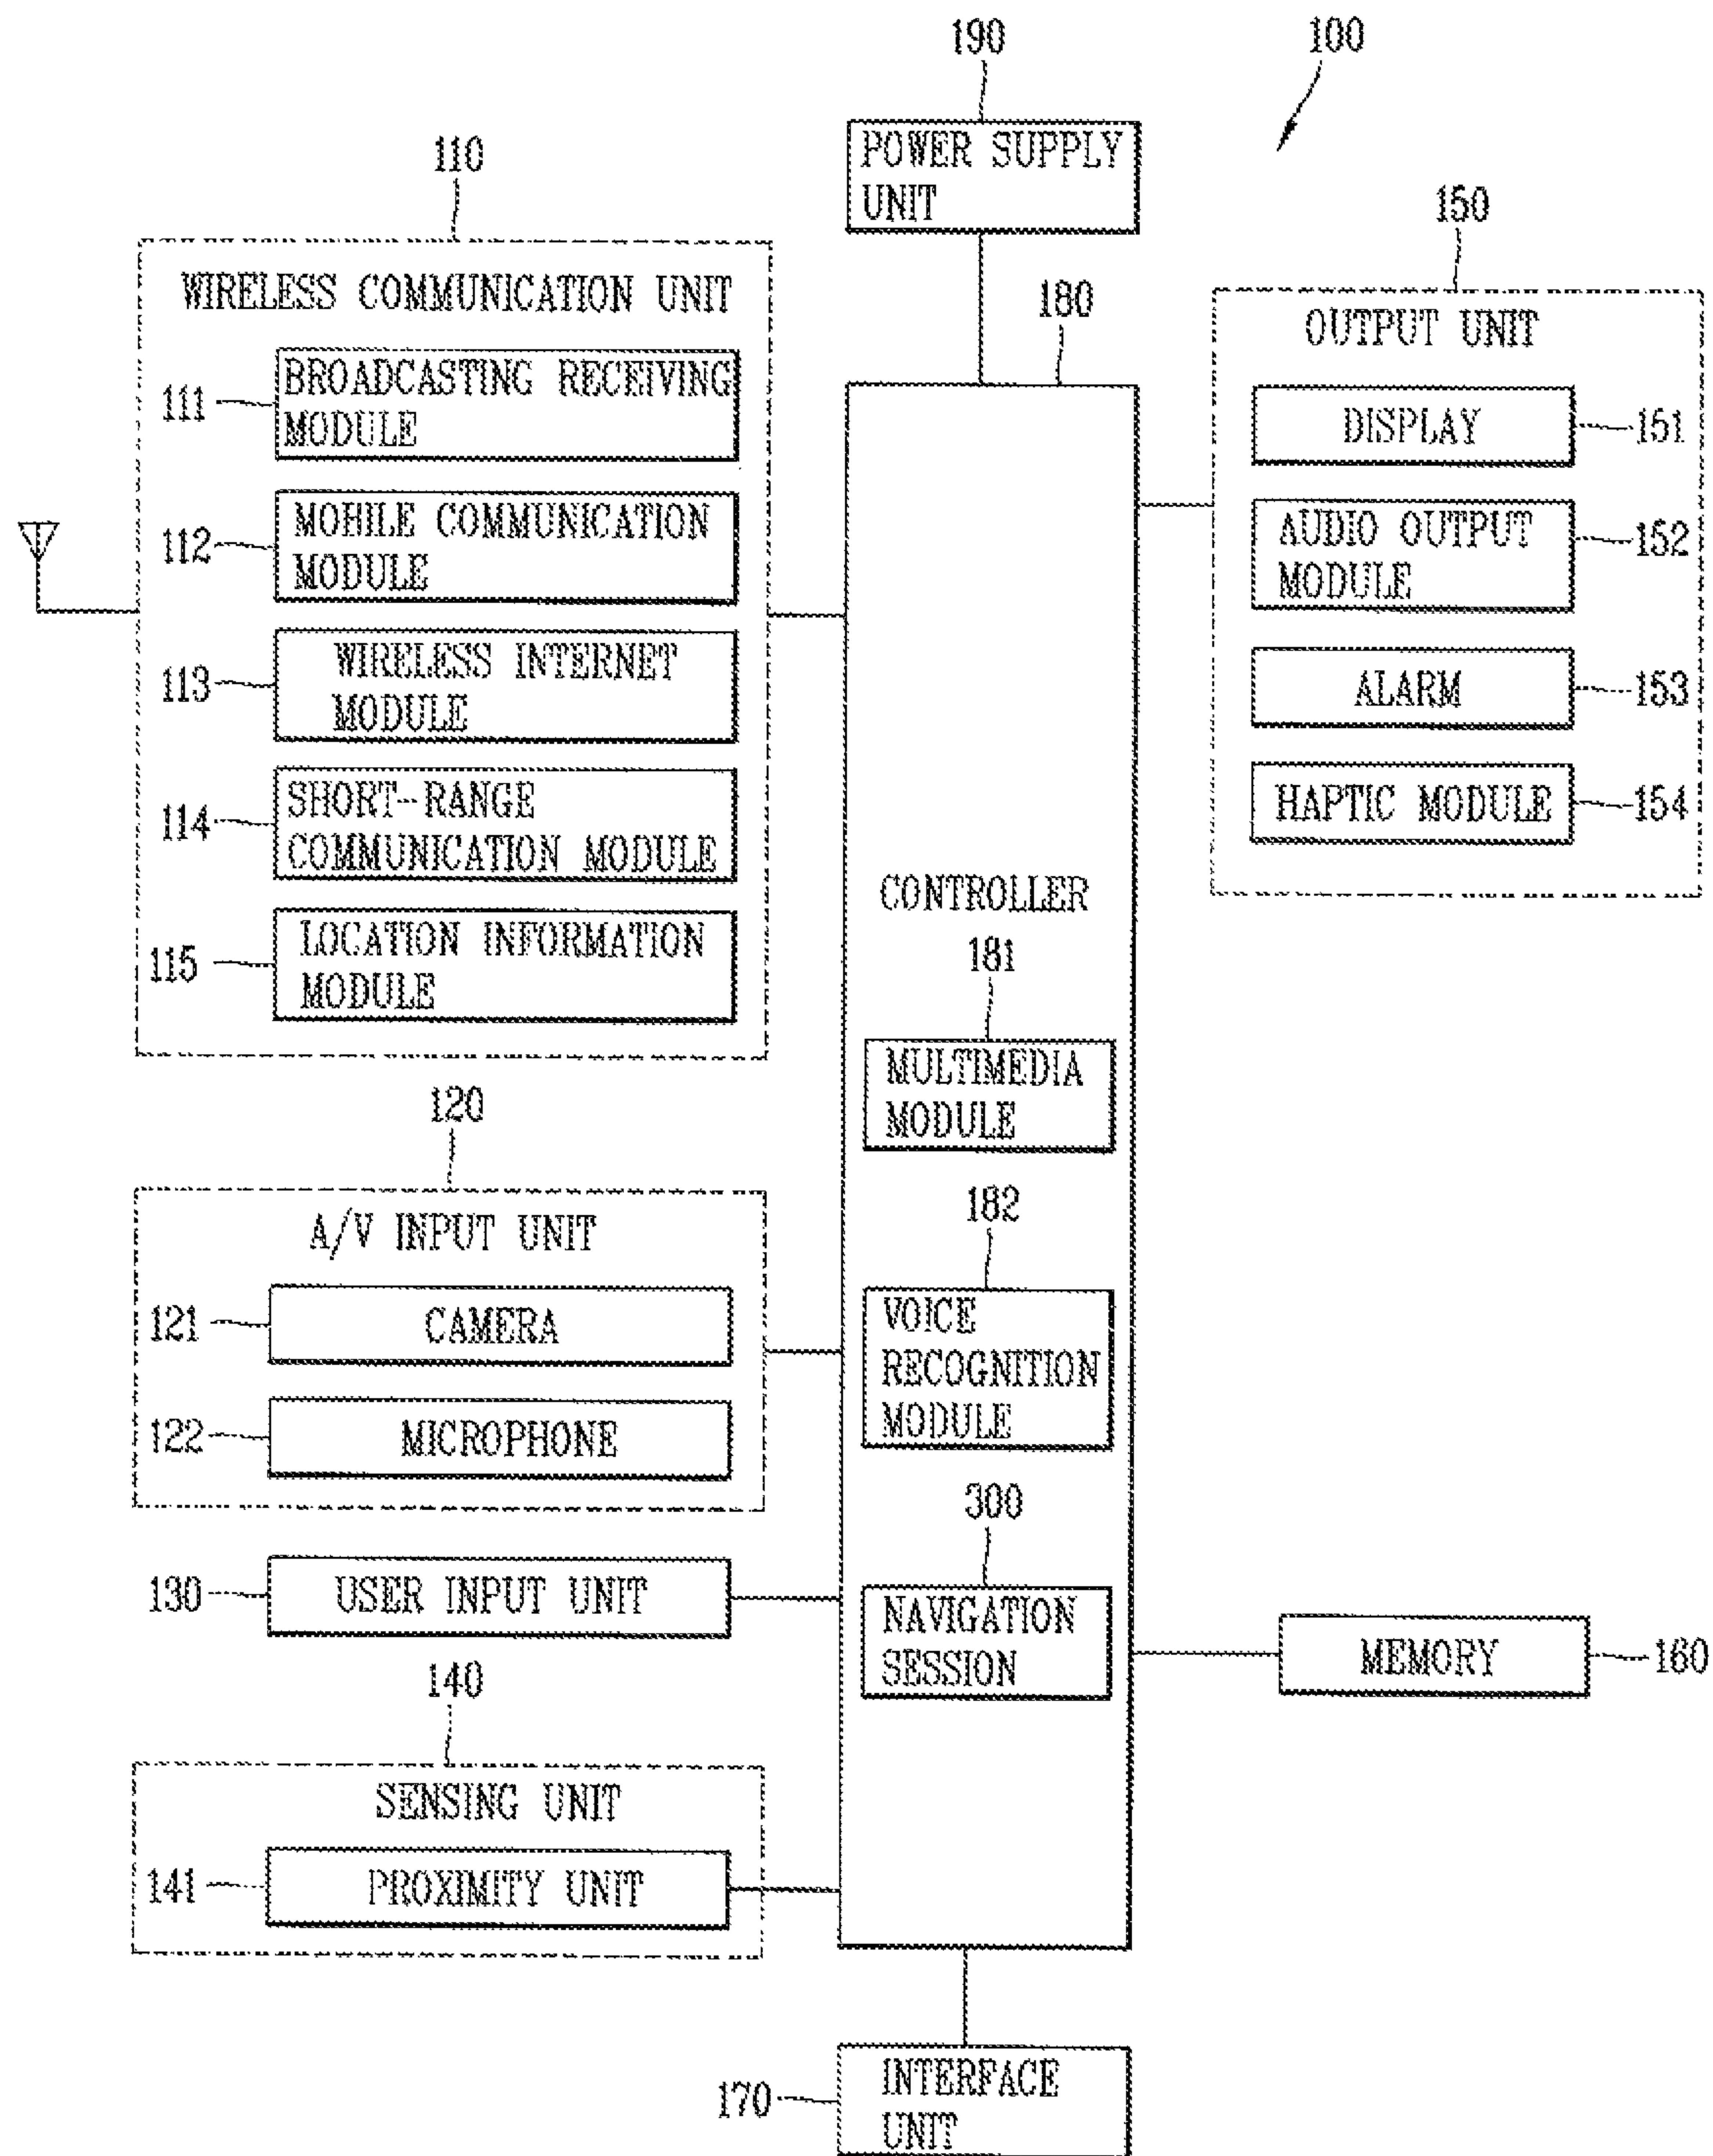 190
100
POWER SUPPLY
UNIT
110
150
WIRELESS COMMUNICATION UNIT
180
OUTPUT UNIT
111
BROADCASTING RECEIVING
MODULE
DISPLAY
151
112
MOBILE COMMUNICATION
MODULE
AUDIO OUTPUT
MODULE
152
113
WIRELESS INTERNET
MODULE
ALARM
153
114
SHORT-RANGE
COMMUNICATION MODULE
HAPTIC MODULE
154
CONTROLLER
115
LOCATION INFORMATION
MODULE
181
MULTIMEDIA
MODULE
120
A/V INPUT UNIT
182
121
CAMERA
VOICE
RECOGNITION
MODULE
122
MICROPHONE
300
130
USER INPUT UNIT
NAVIGATION
SESSION
MEMORY
160
140
SENSING UNIT
141
PROXIMITY UNIT
170
INTERFACE
UNIT